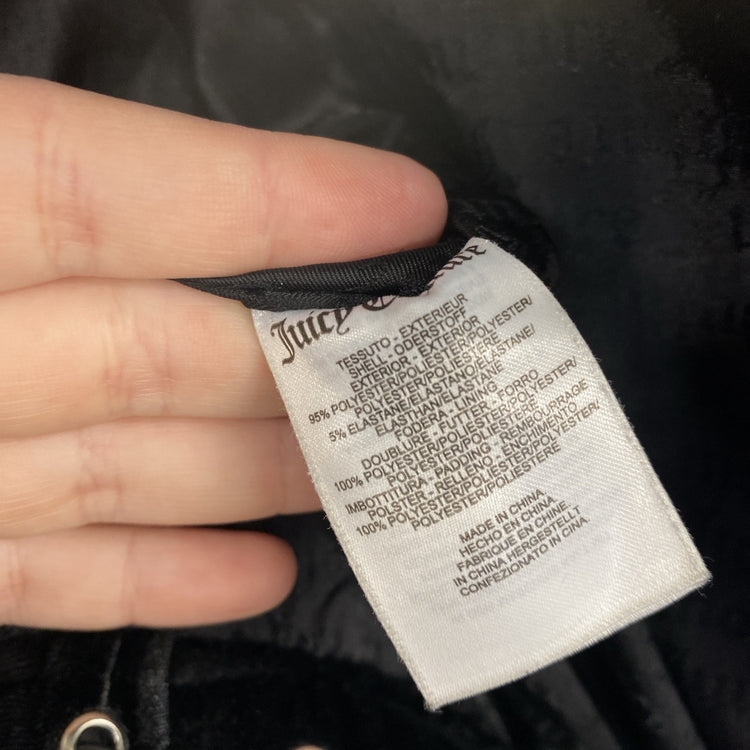 Juicy
TESSUTO - EXTERIEUR
SHELL - ODERSTOFF
EXTERIOR - EXTERIOR
95% POLYESTER/POLIESTER/POLYESTER/
POLYESTER/POLIESTERE
5% ELASTANE/ELASTANO/ELASTANE/
ELASTHAN/ELASTANE
FODERA - LINING
DOUBLURE - FUTTER - FORRO
100% POLYESTER/POLIESTER/POLYESTER/
POLYESTER/POLIESTERE
IMBOTTITURA - PADDING - REMBOURRAGE
POLSTER - RELLENO - ENCHIMENTO
100% POLYESTER/POLIESTER/POLYESTER/
POLYESTER/POLIESTERE
MADE IN CHINA
HECHO EN CHINA
FABRIQUE EN CHINE
IN CHINA HERGESTELLT
CONFEZIONATO IN CINA